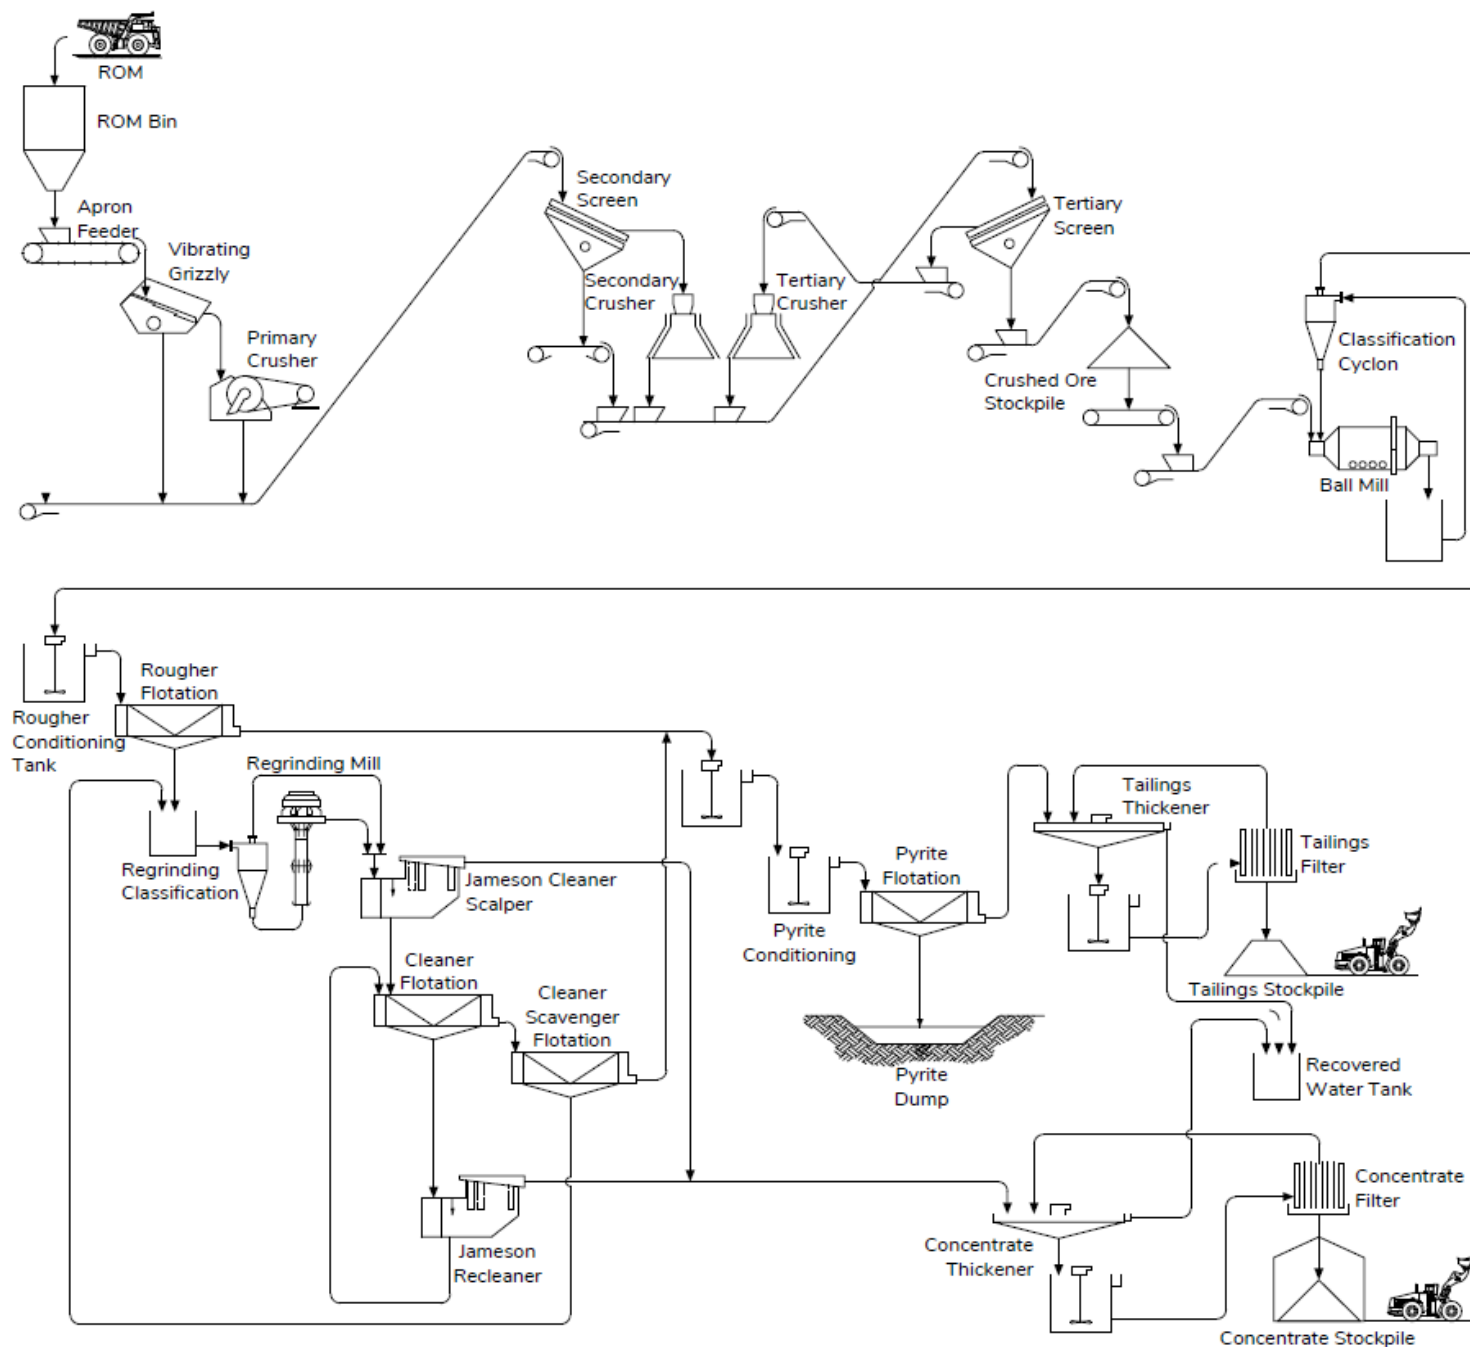 ROM
ROM Bin
Apron
Feeder
Vibrating
Grizzly
Primary
Crusher
Secondary
Screen
Secondary
Crusher
Tertiary
Crusher
Tertiary
Screen
Crushed Ore
Stockpile
Classification
Cyclon
Ball Mill
Rougher
Conditioning
Tank
Rougher
Flotation
Regrinding Mill
Regrinding
Classification
Jameson Cleaner
Scalper
Cleaner
Flotation
Cleaner
Scavenger
Flotation
Jameson
Recleaner
Pyrite
Conditioning
Pyrite
Flotation
Pyrite
Dump
Tailings
Thickener
Tailings
Filter
Tailings Stockpile
Recovered
Water Tank
Concentrate
Thickener
Concentrate
Filter
Concentrate Stockpile